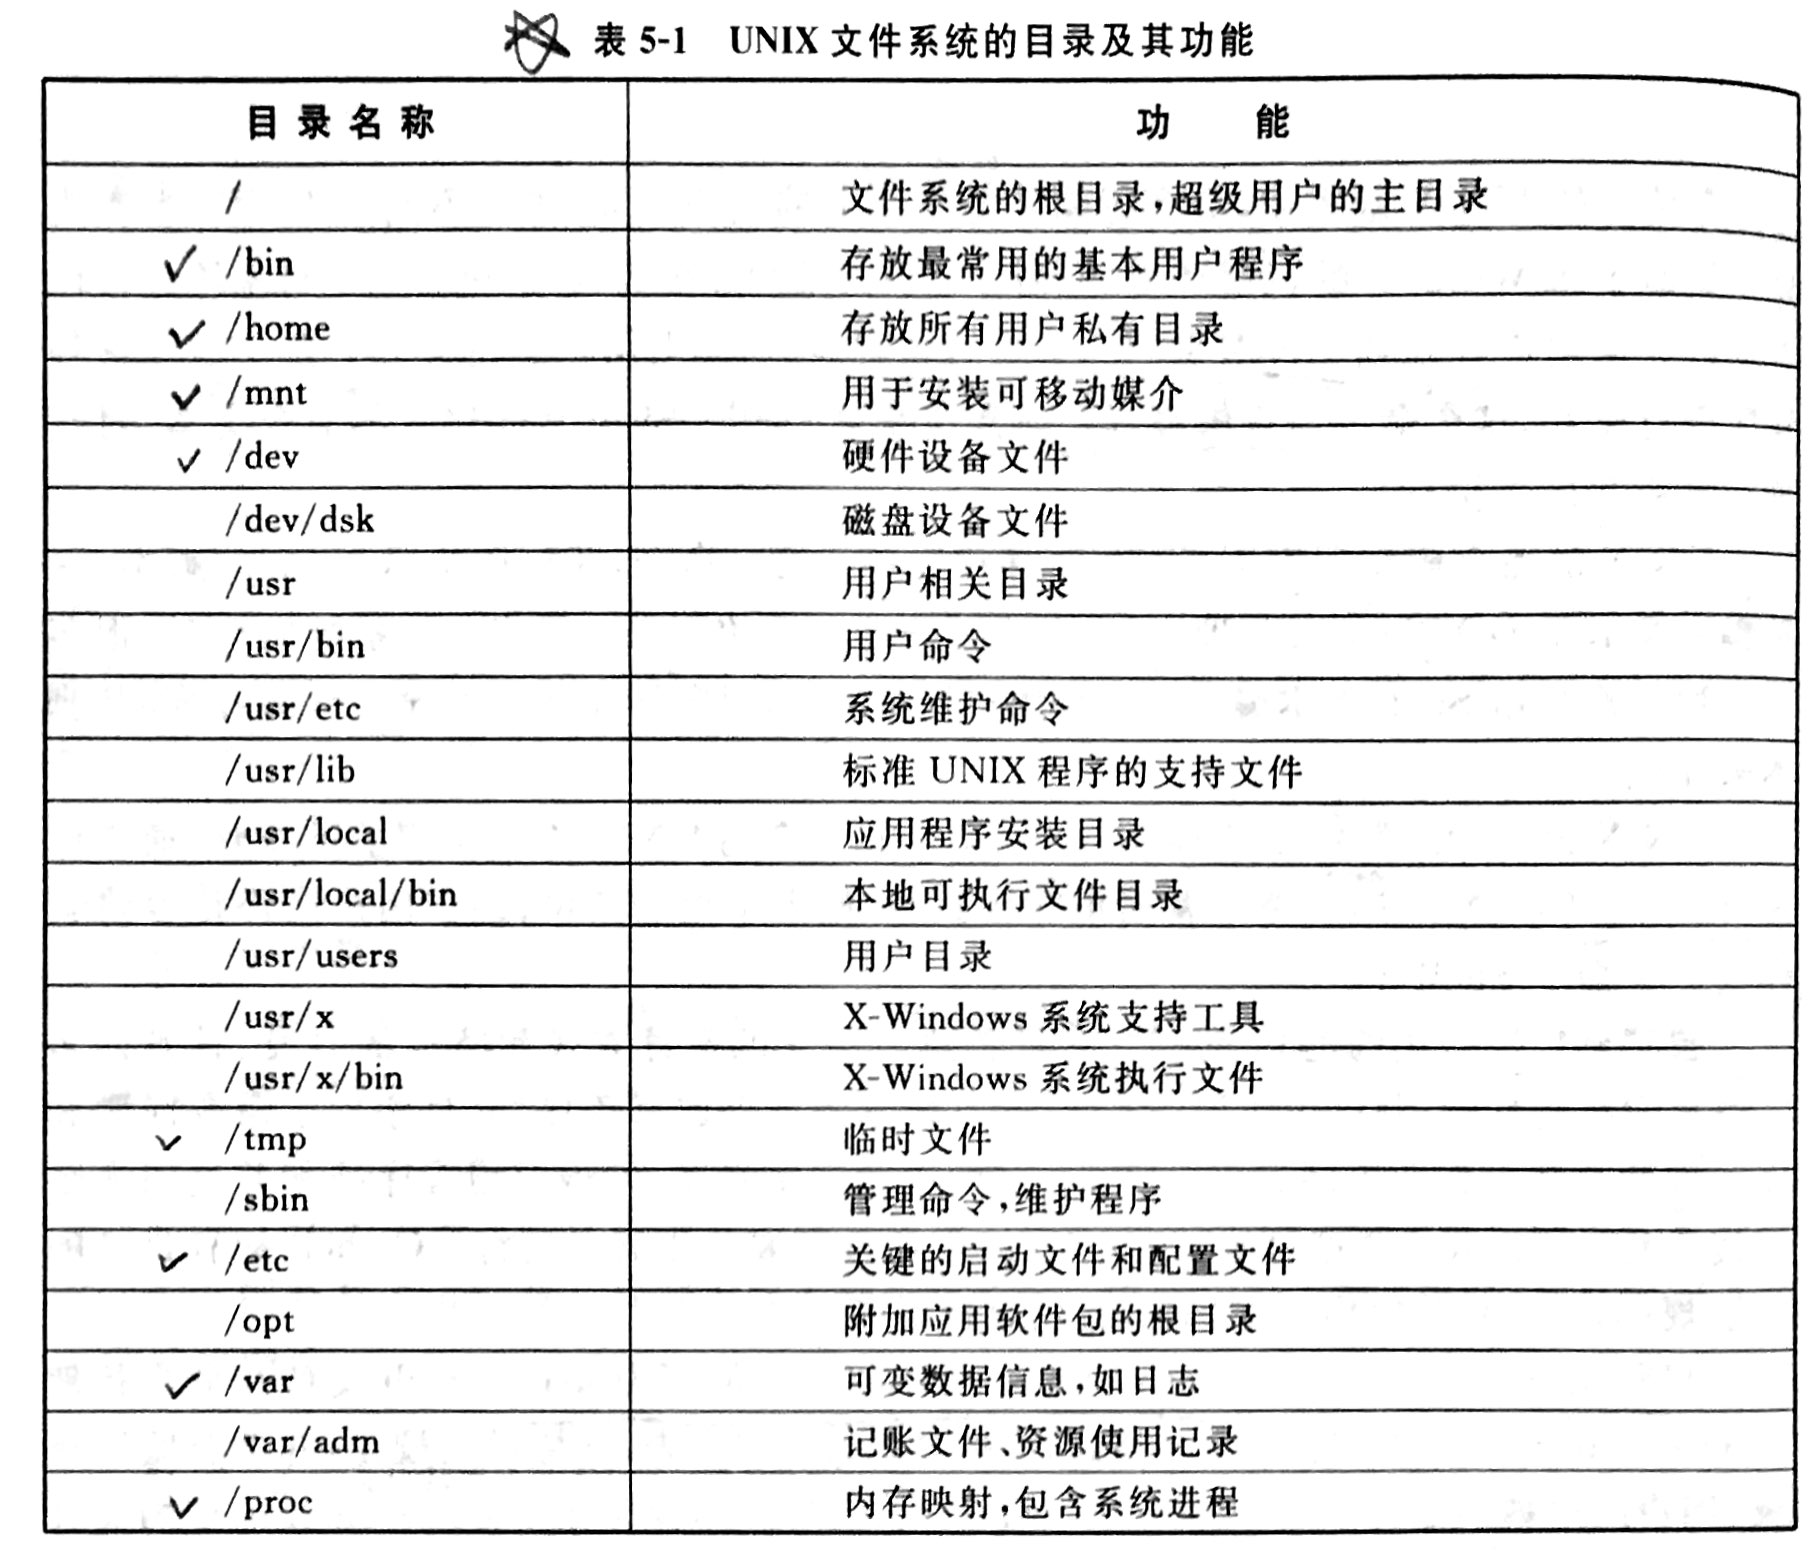 表 5-1 UNIX 文件系统的目录及其功能
目录名称 功 能
/ 文件系统的根目录,超级用户的主目录
/bin 存放最常用的基本用户程序
/home 存放所有用户私有目录
/mnt 用于安装可移动媒介
/dev 硬件设备文件
/dev/dsk 磁盘设备文件
/usr 用户相关目录
/usr/bin 用户命令
/usr/etc 系统维护命令
/usr/lib 标准 UNIX 程序的支持文件
/usr/local 应用程序安装目录
/usr/local/bin 本地可执行文件目录
/usr/users 用户目录
/usr/x X-Windows 系统支持工具
/usr/x/bin X-Windows 系统执行文件
/tmp 临时文件
/sbin 管理命令,维护程序
/etc 关键的启动文件和配置文件
/opt 附加应用软件包的根目录
/var 可变数据信息,如日志
/var/adm 记账文件、资源使用记录
/proc 内存映射,包含系统进程